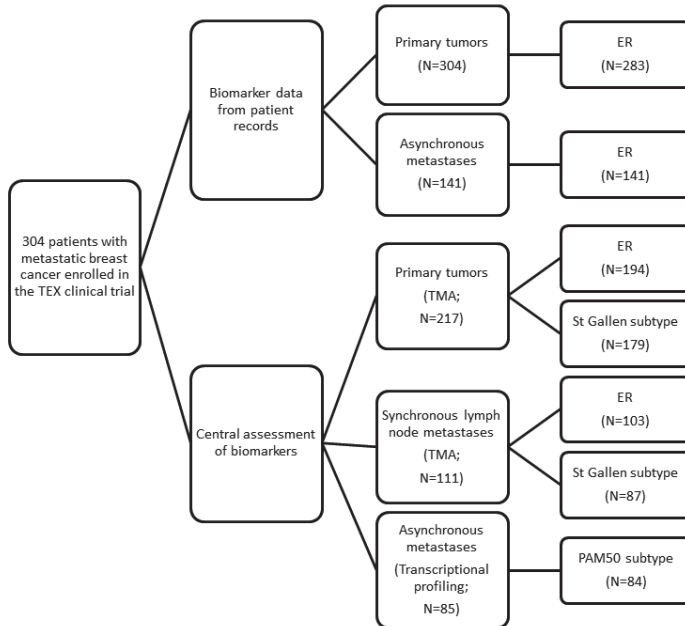 304 patients with
metastatic breast
cancer enrolled in
the TEX clinical trial
Biomarker data
from patient
records
Primary tumors
(N=304)
ER
(N=283)
Asynchronous
metastases
(N=141)
ER
(N=141)
Central assessment
of biomarkers
Primary tumors
(TMA;
N=217)
ER
(N=194)
St Gallen subtype
(N=179)
Synchronous lymph
node metastases
(TMA;
N=111)
ER
(N=103)
St Gallen subtype
(N=87)
Asynchronous
metastases
(Transcriptional
profiling;
N=85)
PAM50 subtype
(N=84)